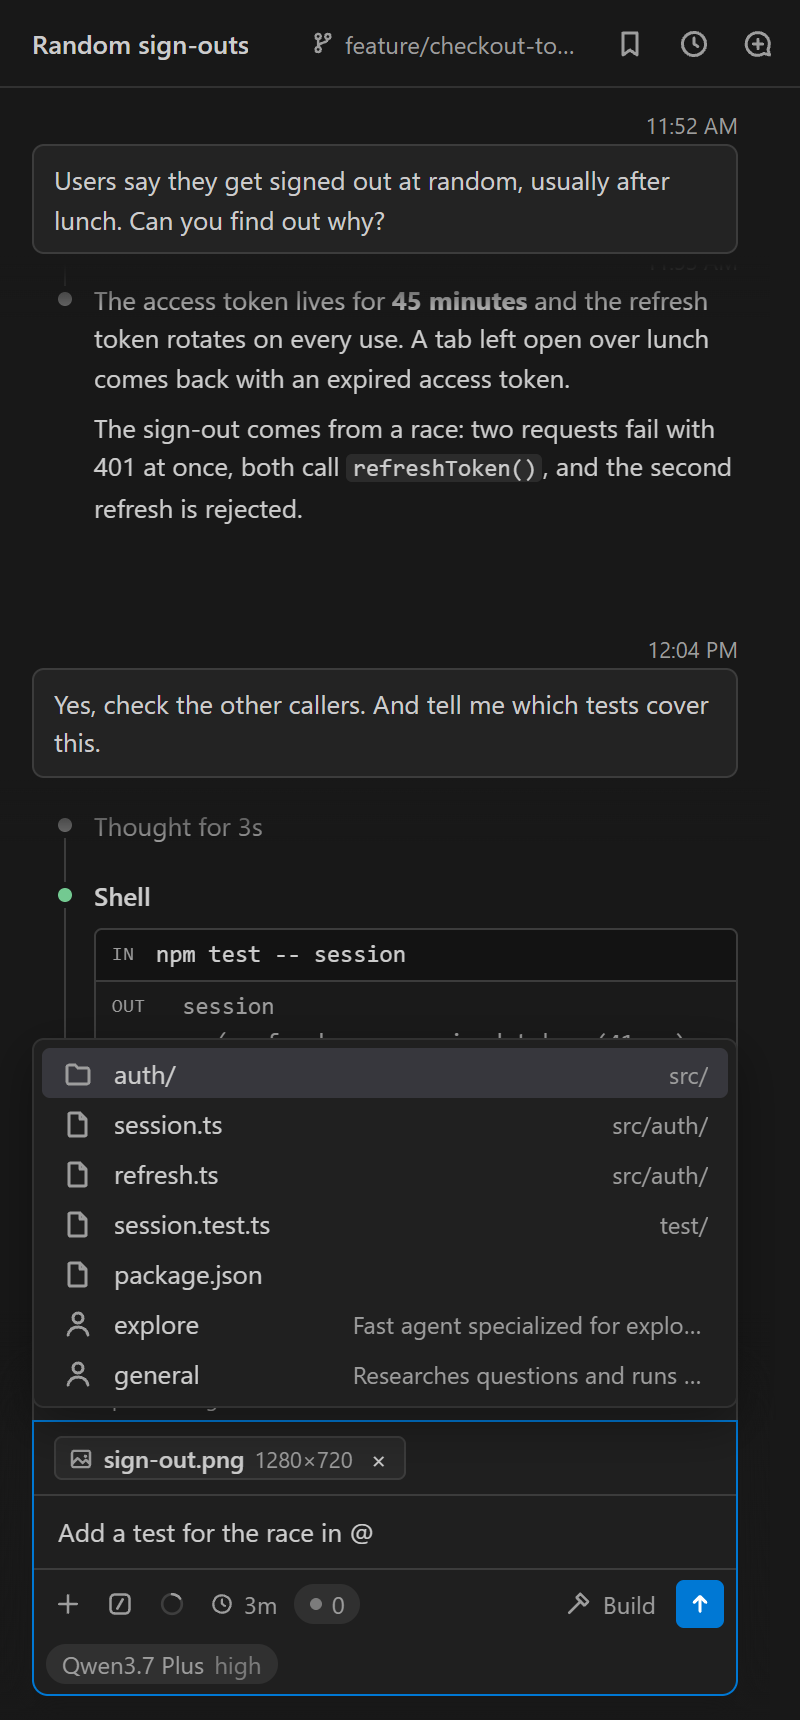 Random sign-outs
feature/checkout-to...
11:52 AM
Users say they get signed out at random, usually after
lunch. Can you find out why?
The access token lives for 45 minutes and the refresh
token rotates on every use. A tab left open over lunch
comes back with an expired access token.
The sign-out comes from a race: two requests fail with
401 at once, both call refreshToken(), and the second
refresh is rejected.
12:04 PM
Yes, check the other callers. And tell me which tests cover
this.
Thought for 3s
Shell
IN npm test -- session
OUT session
auth/ src/
session.ts src/auth/
refresh.ts src/auth/
session.test.ts test/
package.json
explore Fast agent specialized for explo...
general Researches questions and runs ...
sign-out.png 1280×720 ×
Add a test for the race in @
3m 0 Build
Qwen3.7 Plus high